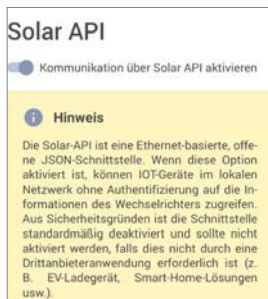 Solar API
Kommunikation über Solar API aktivieren
Hinweis
Die Solar-API ist eine Ethernet-basierte, offe-
ne JSON-Schnittstelle. Wenn diese Option
aktiviert ist, können IOT-Geräte im lokalen
Netzwerk ohne Authentifizierung auf die In-
formationen des Wechselrichters zugreifen.
Aus Sicherheitsgründen ist die Schnittstelle
standardmäßig deaktiviert und sollte nicht
aktiviert werden, falls dies nicht durch eine
Drittanbieteranwendung erforderlich ist (z.
B. EV-Ladegerät, Smart-Home-Lösungen
usw.).